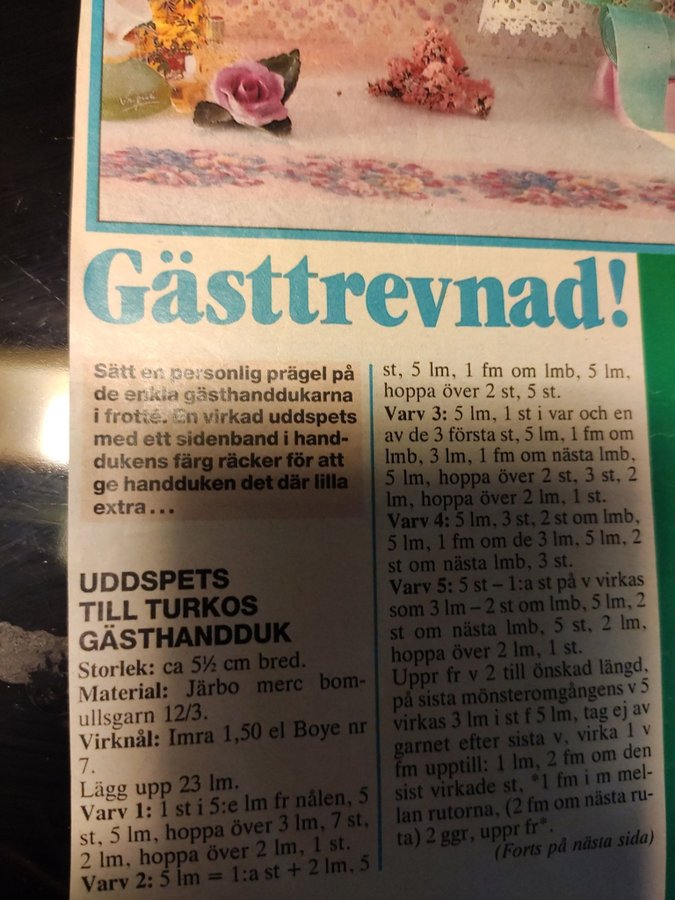 Gästtrevnad!
Sätt en personlig prägel på
de enkla gästhanddukarna
i frotté. En virkad uddspets
med ett sidenband i hand-
dukens färg räcker för att
ge handduken det där lilla
extra...
UDDSPETS
TILL TURKOS
GÄSTHANDDUK
Storlek: ca 5½ cm bred.
Material: Järbo merc bom-
ullsgarn 12/3.
Virknål: Imra 1,50 el Boye nr
7.
Lägg upp 23 lm.
Varv 1: 1 st i 5:e lm fr nålen, 5
st, 5 lm, hoppa över 3 lm, 7 st,
2 lm, hoppa över 2 lm, 1 st.
Varv 2: 5 lm = 1:a st + 2 lm, 5
st, 5 lm, 1 fm om lmb, 5 lm,
hoppa över 2 st, 5 st.
Varv 3: 5 lm, 1 st i var och en
av de 3 första st, 5 lm, 1 fm om
lmb, 3 lm, 1 fm om nästa lmb,
5 lm, hoppa över 2 st, 3 st, 2
lm, hoppa över 2 lm, 1 st.
Varv 4: 5 lm, 3 st, 2 st om lmb,
5 lm, 1 fm om de 3 lm, 5 lm, 2
st om nästa lmb, 3 st.
Varv 5: 5 st – 1:a st på v virkas
som 3 lm – 2 st om lmb, 5 lm, 2
st om nästa lmb, 5 st, 2 lm,
hoppa över 2 lm, 1 st.
Uppr fr v 2 till önskad längd,
på sista mönsteromgångens v 5
virkas 3 lm i st f 5 lm, tag ej av
garnet efter sista v, virka 1 v
fm upptill: 1 lm, 2 fm om den
sist virkade st, *1 fm i m mel-
lan rutorna, (2 fm om nästa ru-
ta) 2 ggr, uppr fr*.
(Forts på nästa sida)